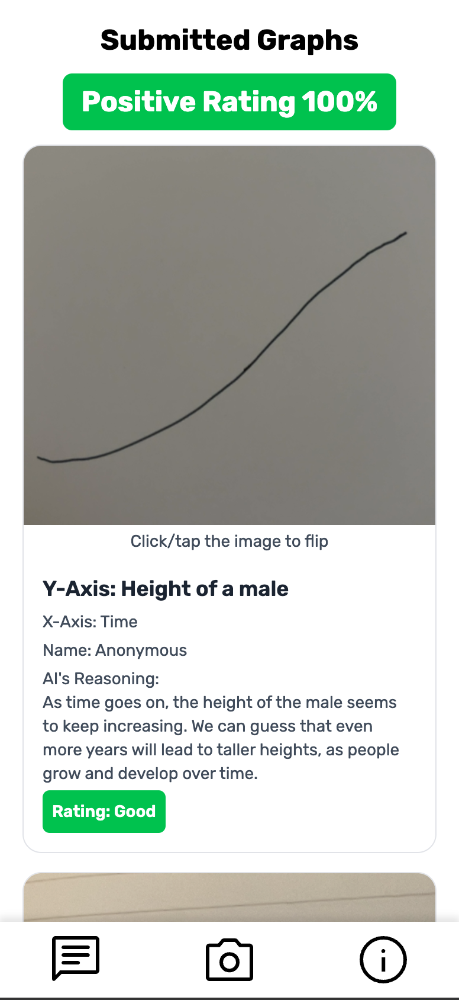 Submitted Graphs
Positive Rating 100%
Click/tap the image to flip
Y-Axis: Height of a male
X-Axis: Time
Name: Anonymous
AI's Reasoning:
As time goes on, the height of the male seems
to keep increasing. We can guess that even
more years will lead to taller heights, as people
grow and develop over time.
Rating: Good